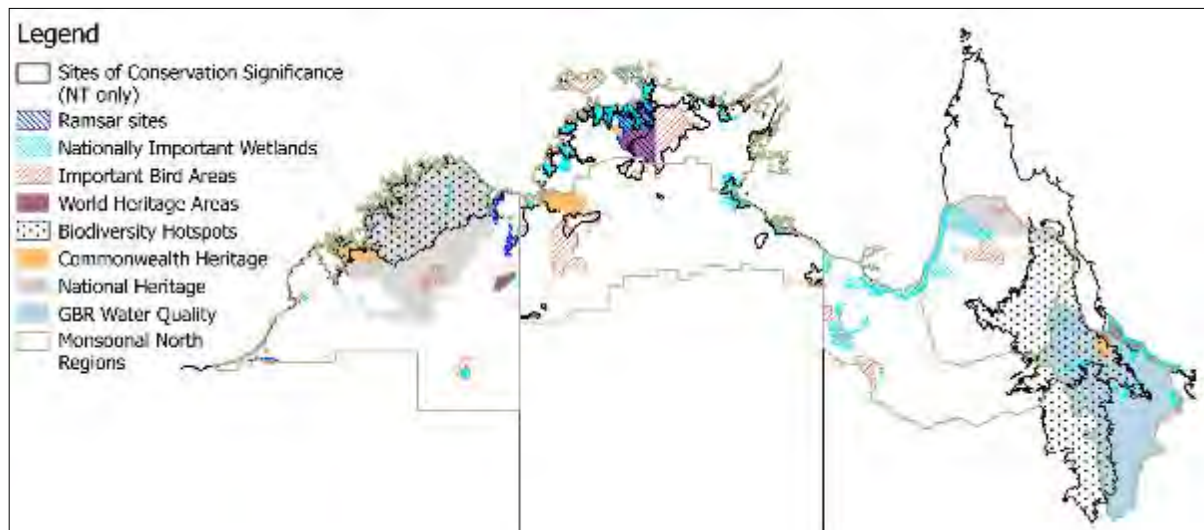 Legend
Sites of Conservation Significance
(NT only)
Ramsar sites
Nationally Important Wetlands
Important Bird Areas
World Heritage Areas
Biodiversity Hotspots
Commonwealth Heritage
National Heritage
GBR Water Quality
Monsoonal North
Regions